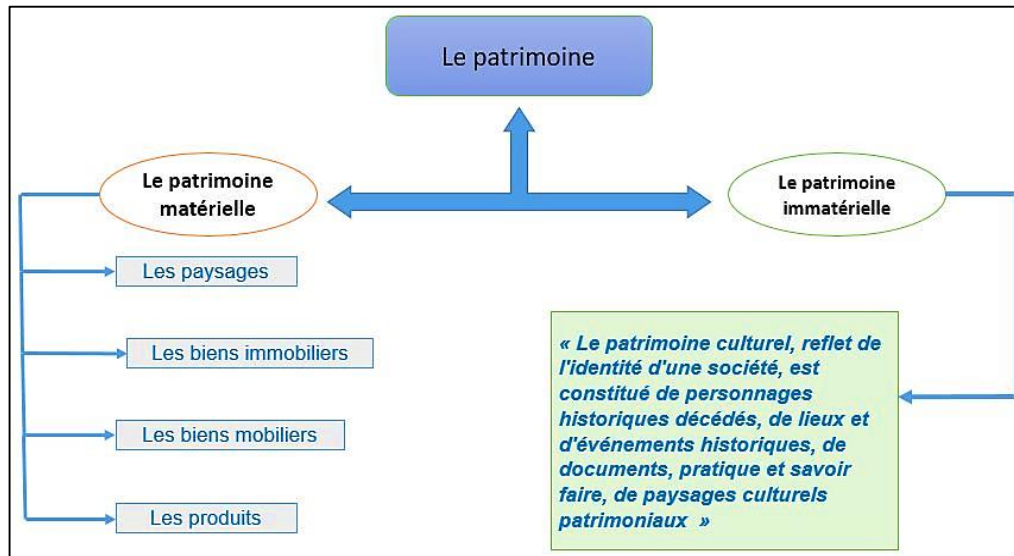 Le patrimoine
Le patrimoine
matérielle
Le patrimoine
immatérielle
Les paysages
Les biens immobiliers
Les biens mobiliers
Les produits
« Le patrimoine culturel, reflet de
l'identité d'une société, est
constitué de personnages
historiques décédés, de lieux et
d'événements historiques, de
documents, pratique et savoir
faire, de paysages culturels
patrimoniaux »